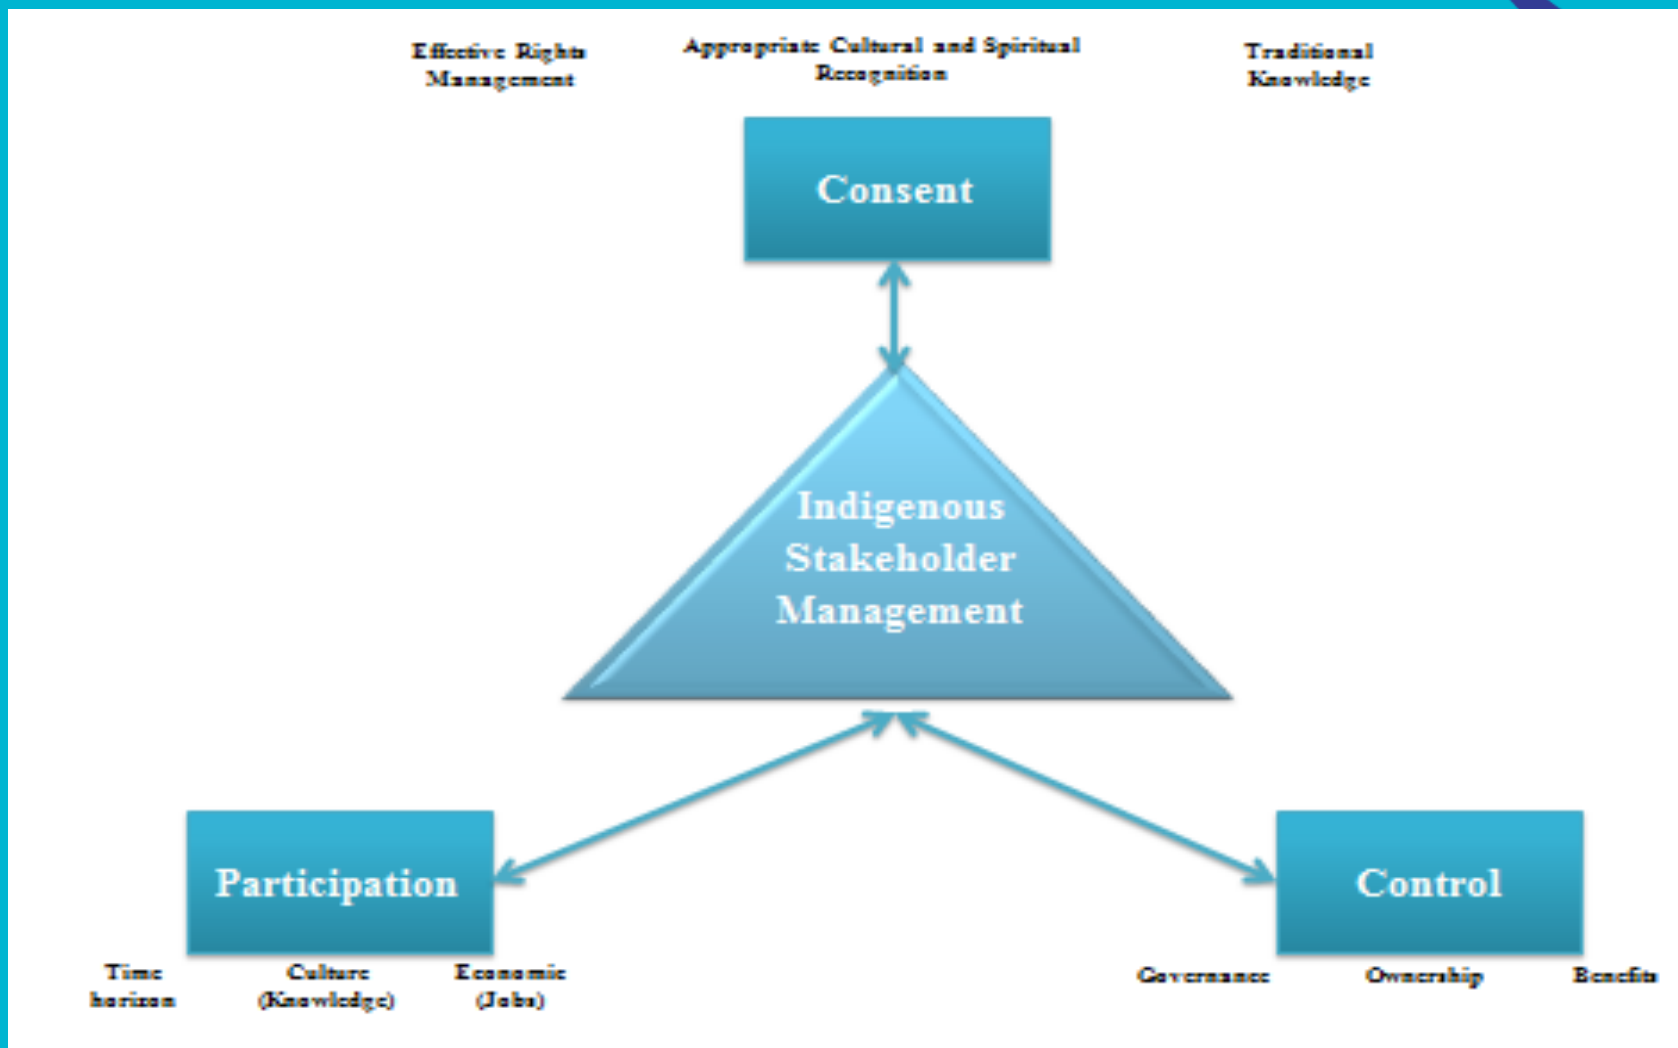 Effective Rights
Management
Appropriate Cultural and Spiritual
Recognition
Traditional
Knowledge
Consent
Indigenous
Stakeholder
Management
Participation
Control
Time
horizon
Culture
(Knowledge)
Economic
(Jobs)
Governance
Ownership
Benefits